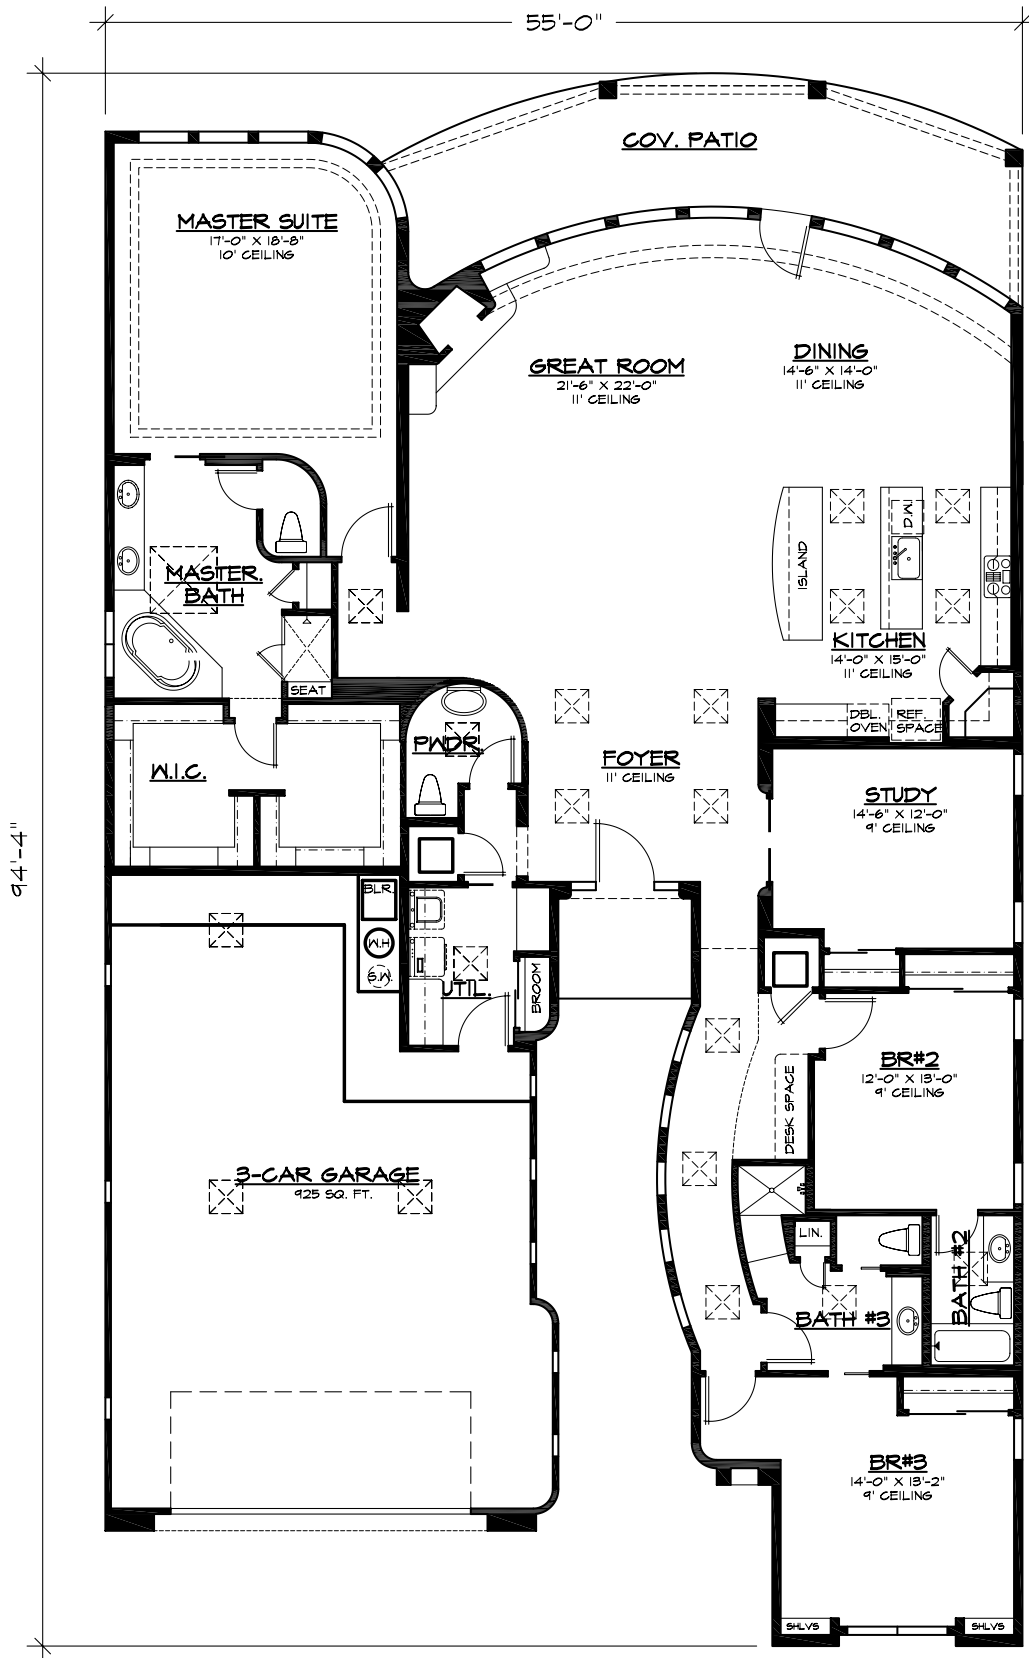 55'-0"
COV. PATIO
MASTER SUITE
17'-0" X 18'-8"
10' CEILING
GREAT ROOM
21'-6" X 22'-0"
11' CEILING
DINING
14'-6" X 14'-0"
11' CEILING
D.W.
ISLAND
MASTER.
BATH
KITCHEN
14'-0" X 15'-0"
11' CEILING
SEAT
DBL.
OVEN
REF.
SPACE
PWDR.
W.I.C.
FOYER
11' CEILING
STUDY
14'-6" X 12'-0"
9' CEILING
94'-4"
BLR.
W.H.
S.W.
UTIL.
BROOM
BR#2
12'-0" X 13'-0"
9' CEILING
DESK SPACE
3-CAR GARAGE
925 SQ. FT.
LIN.
BATH #2
BATH #3
BR#3
14'-0" X 13'-2"
9' CEILING
SHLVS
SHLVS